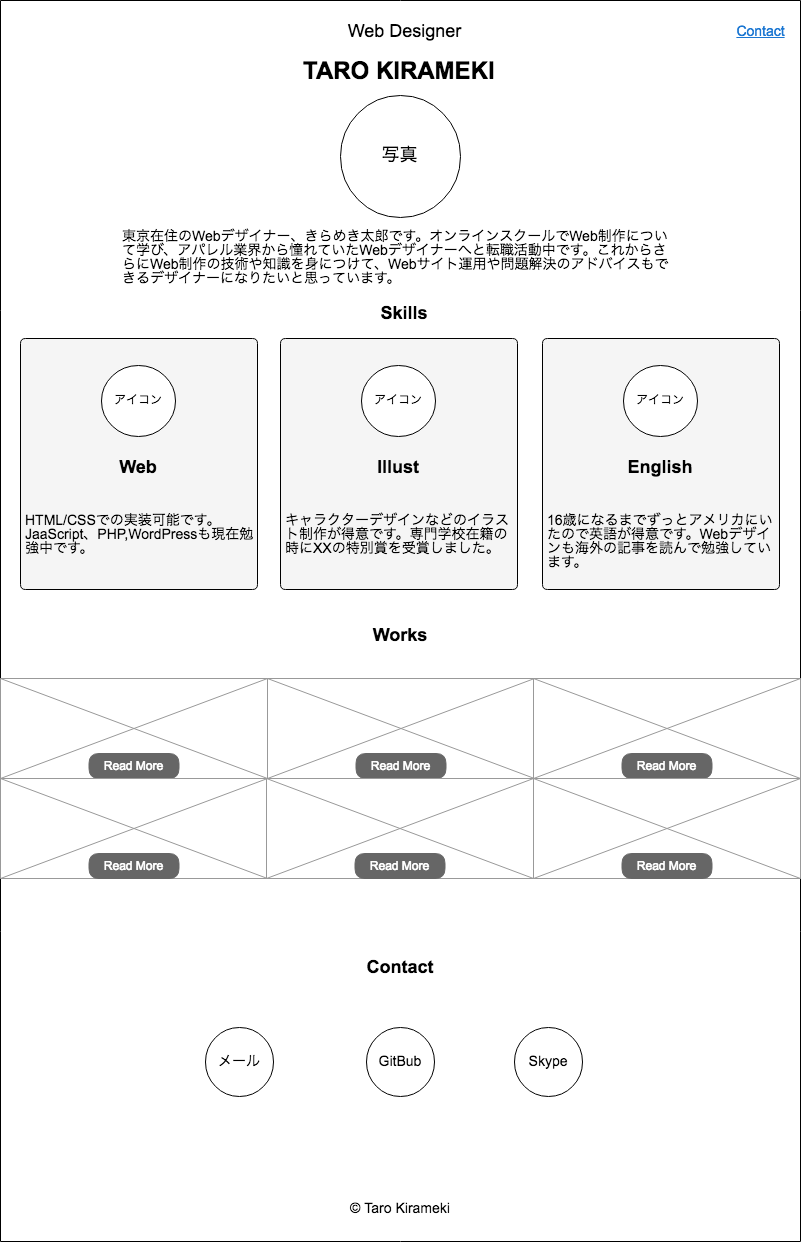 Web Designer
Contact
TARO KIRAMEKI
写真
東京在住のWebデザイナー、きらめき太郎です。オンラインスクールでWeb制作につい
て学び、アパレル業界から憧れていたWebデザイナーへと転職活動中です。これからさ
らにWeb制作の技術や知識を身につけて、Webサイト運用や問題解決のアドバイスもで
きるデザイナーになりたいと思っています。
Skills
アイコン
Web
HTML/CSSでの実装可能です。
JaaScript、PHP,WordPressも現在勉
強中です。
アイコン
Illust
キャラクターデザインなどのイラス
ト制作が得意です。専門学校在籍の
時にXXの特別賞を受賞しました。
アイコン
English
16歳になるまでずっとアメリカにい
たので英語が得意です。Webデザイ
ンも海外の記事を読んで勉強してい
ます。
Works
Read More
Read More
Read More
Read More
Read More
Read More
Contact
メール
GitBub
Skype
© Taro Kirameki